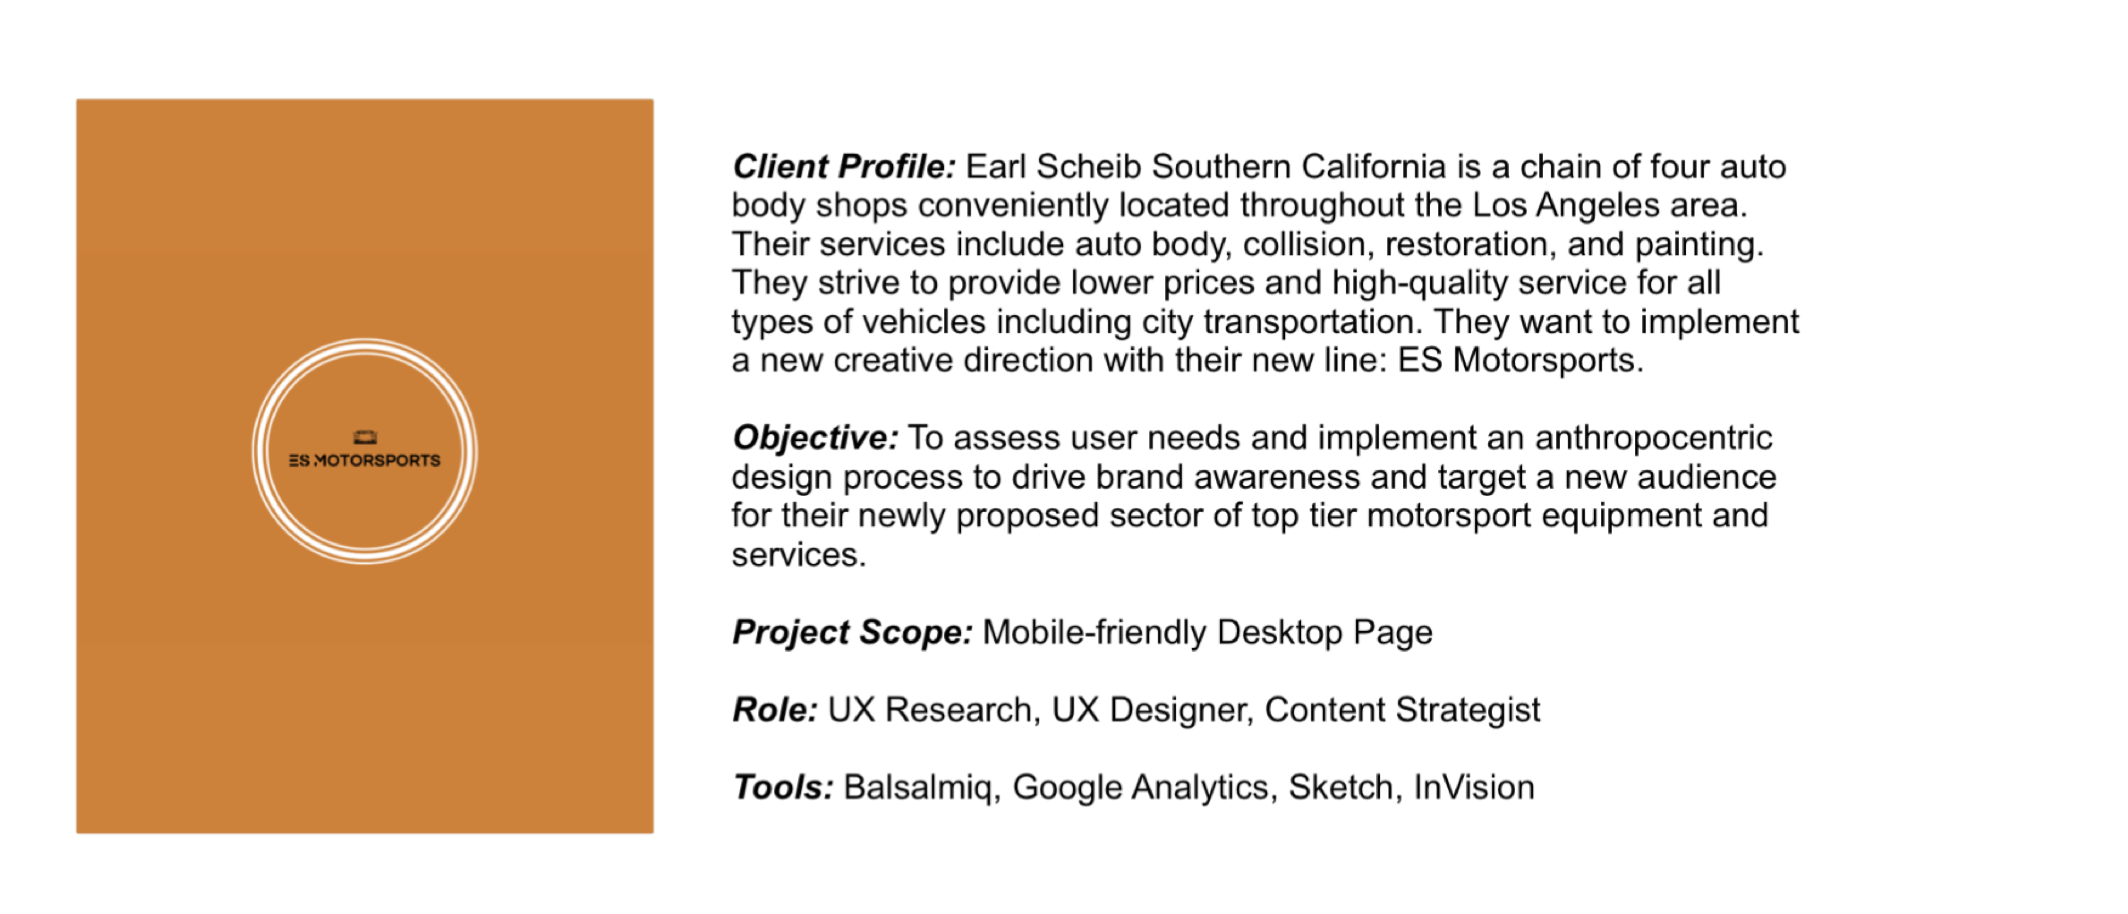 ES MOTORSPORTS
Client Profile: Earl Scheib Southern California is a chain of four auto
body shops conveniently located throughout the Los Angeles area.
Their services include auto body, collision, restoration, and painting.
They strive to provide lower prices and high-quality service for all
types of vehicles including city transportation. They want to implement
a new creative direction with their new line: ES Motorsports.
Objective: To assess user needs and implement an anthropocentric
design process to drive brand awareness and target a new audience
for their newly proposed sector of top tier motorsport equipment and
services.
Project Scope: Mobile-friendly Desktop Page
Role: UX Research, UX Designer, Content Strategist
Tools: Balsalmiq, Google Analytics, Sketch, InVision